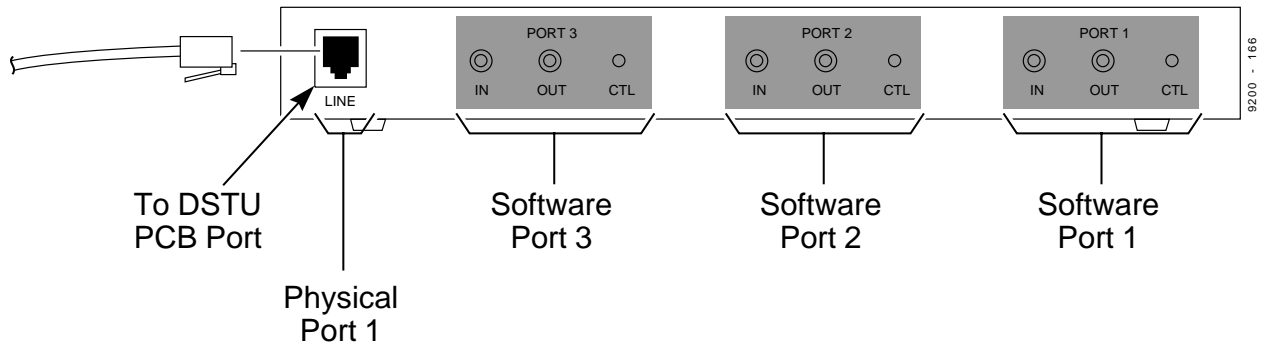 PORT 3
PORT 2
PORT 1
IN OUT CTL
IN OUT CTL
IN OUT CTL
LINE
9200 - 166
To DSTU
PCB Port
Software
Port 3
Software
Port 2
Software
Port 1
Physical
Port 1